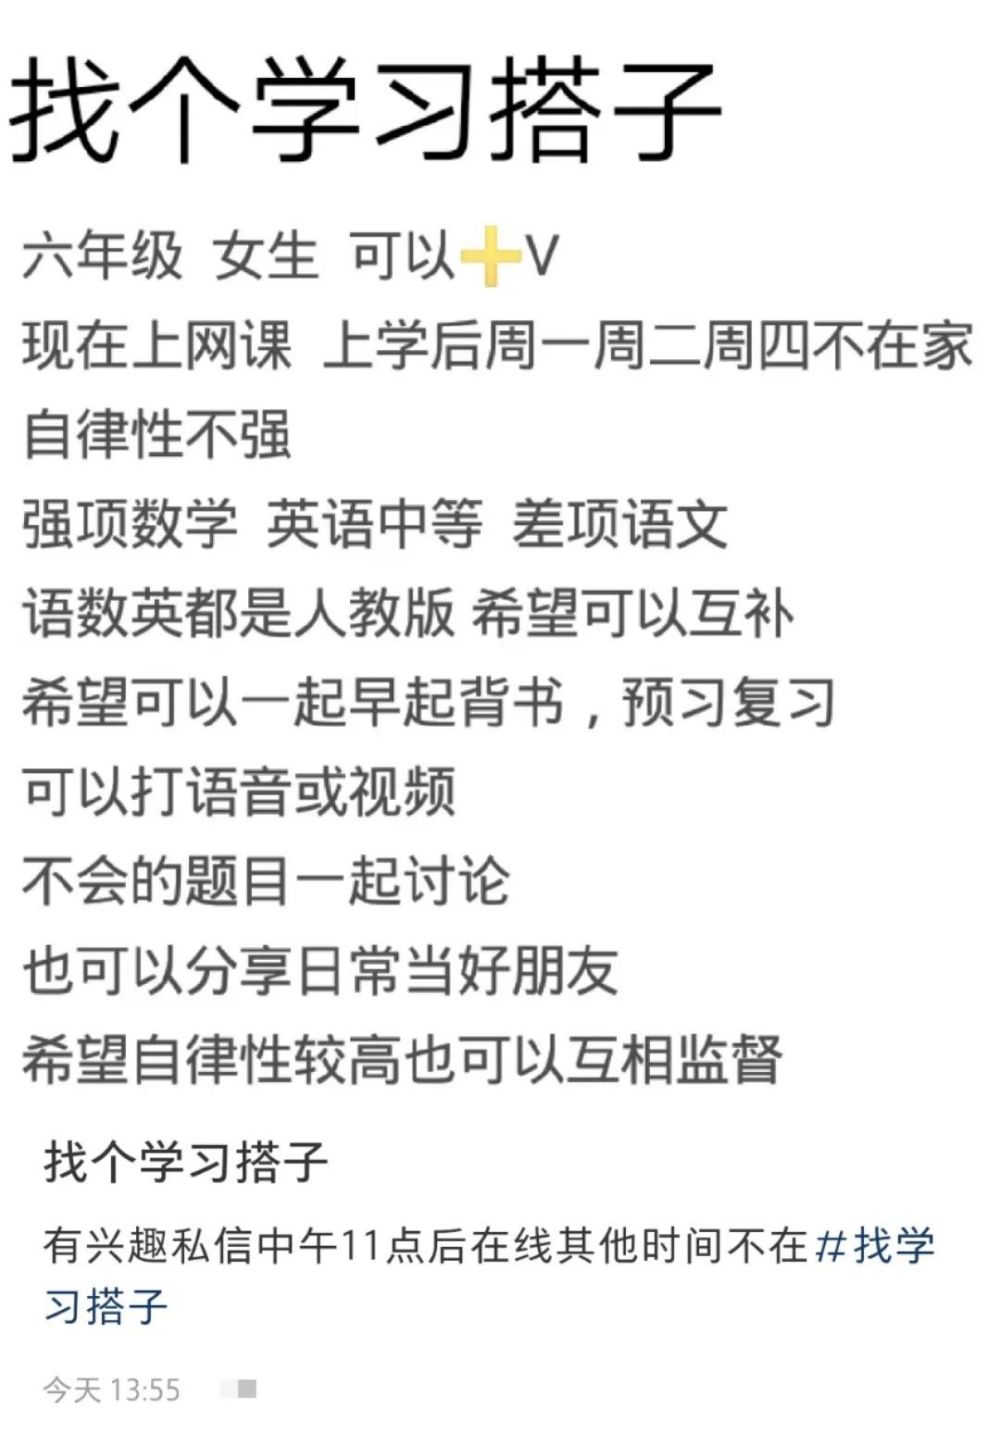 找个学习搭子
六年级 女生 可以➕V
现在上网课 上学后周一周二周四不在家
自律性不强
强项数学 英语中等 差项语文
语数英都是人教版 希望可以互补
希望可以一起早起背书，预习复习
可以打语音或视频
不会的题目一起讨论
也可以分享日常当好朋友
希望自律性较高也可以互相监督
找个学习搭子
有兴趣私信中午11点后在线其他时间不在#找学
习搭子
今天 13:55